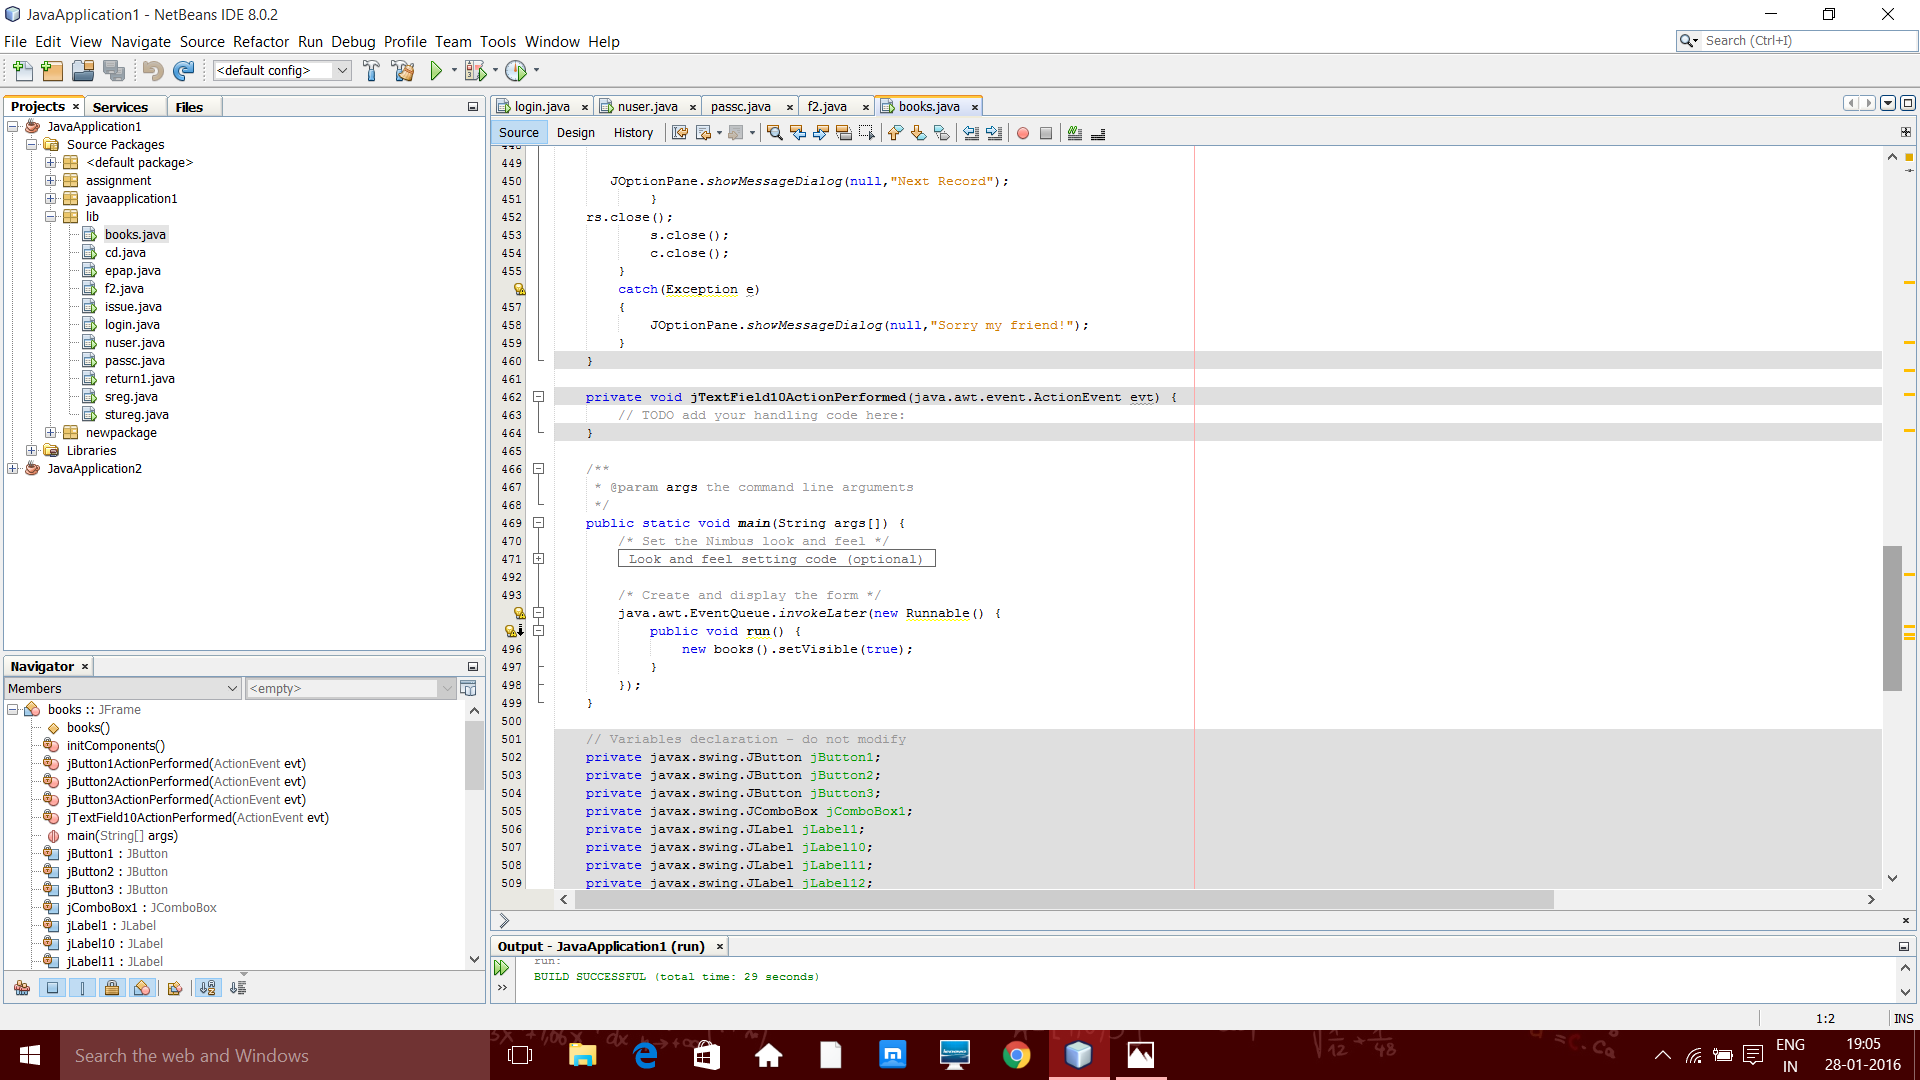 JavaApplication1 - NetBeans IDE 8.0.2
File Edit View Navigate Source Refactor Run Debug Profile Team Tools Window Help
Search (Ctrl+I)
<default config>
Projects Services Files
JavaApplication1
Source Packages
<default package>
assignment
javaapplication1
lib
books.java
cd.java
epap.java
f2.java
issue.java
login.java
nuser.java
passc.java
return1.java
sreg.java
stureg.java
newpackage
Libraries
JavaApplication2
Navigator
Members <empty>
books :: JFrame
books()
initComponents()
jButton1ActionPerformed(ActionEvent evt)
jButton2ActionPerformed(ActionEvent evt)
jButton3ActionPerformed(ActionEvent evt)
jTextField10ActionPerformed(ActionEvent evt)
main(String[] args)
jButton1 : JButton
jButton2 : JButton
jButton3 : JButton
jComboBox1 : JComboBox
jLabel1 : JLabel
jLabel10 : JLabel
jLabel11 : JLabel
login.java nuser.java passc.java f2.java books.java
Source Design History
448
449
450 JOptionPane.showMessageDialog(null,"Next Record");
451 }
452 rs.close();
453 s.close();
454 c.close();
455 }
catch(Exception e)
457 {
458 JOptionPane.showMessageDialog(null,"Sorry my friend!");
459 }
460 }
461
462 private void jTextField10ActionPerformed(java.awt.event.ActionEvent evt) {
463 // TODO add your handling code here:
464 }
465
466 /**
467 * @param args the command line arguments
468 */
469 public static void main(String args[]) {
470 /* Set the Nimbus look and feel */
471 Look and feel setting code (optional)
492
493 /* Create and display the form */
java.awt.EventQueue.invokeLater(new Runnable() {
public void run() {
496 new books().setVisible(true);
497 }
498 });
499 }
500
501 // Variables declaration - do not modify
502 private javax.swing.JButton jButton1;
503 private javax.swing.JButton jButton2;
504 private javax.swing.JButton jButton3;
505 private javax.swing.JComboBox jComboBox1;
506 private javax.swing.JLabel jLabel1;
507 private javax.swing.JLabel jLabel10;
508 private javax.swing.JLabel jLabel11;
509 private javax.swing.JLabel jLabel12;
Output - JavaApplication1 (run)
run:
BUILD SUCCESSFUL (total time: 29 seconds)
1:2 INS
Search the web and Windows
ENG
IN
19:05
28-01-2016